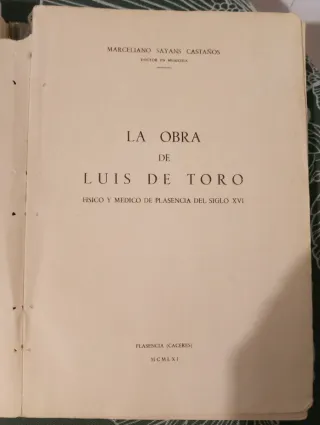 MARCELIANO SAYANS CASTAÑOS
DOCTOR EN MEDICINA
LA OBRA
DE
LUIS DE TORO
FISICO Y MEDICO DE PLASENCIA DEL SIGLO XVI
PLASENCIA (CACERES)
MCMLXI